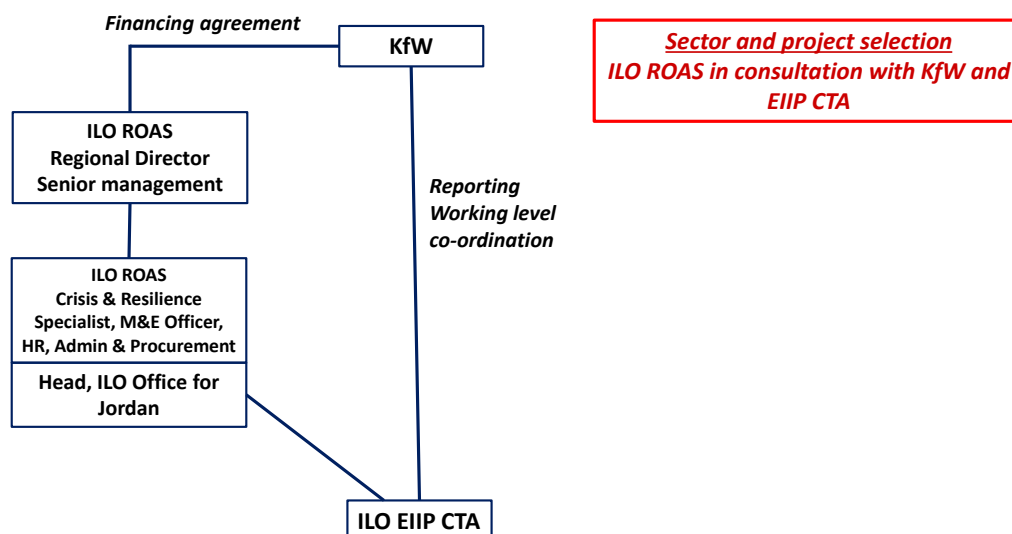 Financing agreement
KfW
Sector and project selection
ILO ROAS in consultation with KfW and
EIIP CTA
ILO ROAS
Regional Director
Senior management
Reporting
Working level
co-ordination
ILO ROAS
Crisis & Resilience
Specialist, M&E Officer,
HR, Admin & Procurement
Head, ILO Office for
Jordan
ILO EIIP CTA